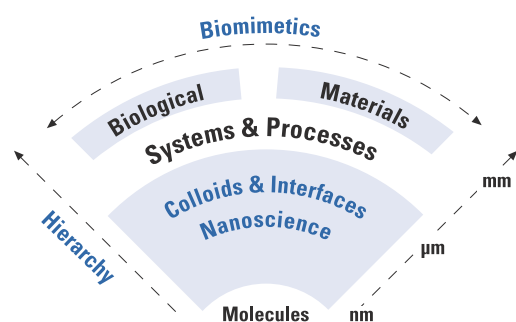 Biomimetics
Biological
Materials
Systems & Processes
Colloids & Interfaces
Nanoscience
Hierarchy
mm
µm
Molecules
nm